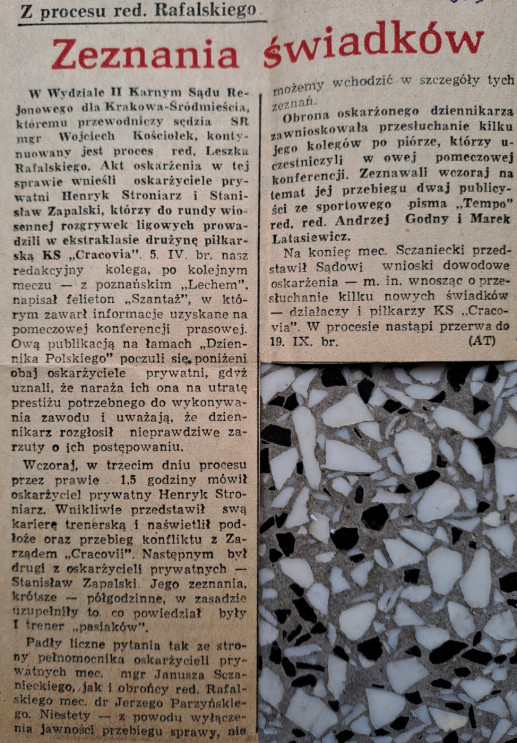 Z procesu red. Rafalskiego
Zeznania świadków
W Wydziale II Karnym Sądu Re-
jonowego dla Krakowa-Śródmieścia,
któremu przewodniczy sędzia SR
mgr Wojciech Kościołek, konty-
nuowany jest proces red. Leszka
Rafalskiego. Akt oskarżenia w tej
sprawie wnieśli oskarżyciele pry-
watni Henryk Stroniarz i Stani-
sław Zapalski, którzy do rundy wio-
sennej rozgrywek ligowych prowa-
dzili w ekstraklasie drużynę piłkar-
ską KS „Cracovia". 5. IV. br. nasz
redakcyjny kolega, po kolejnym
meczu — z poznańskim „Lechem",
napisał felieton „Szantaż", w któ-
rym zawarł informacje uzyskane na
pomeczowej konferencji prasowej.
Ową publikacją na łamach „Dzien-
nika Polskiego" poczuli się poniżeni
obaj oskarżyciele prywatni, gdyż
uznali, że naraża ich ona na utratę
prestiżu potrzebnego do wykonywa-
nia zawodu i uważają, że dzien-
nikarz rozgłosił nieprawdziwe za-
rzuty o ich postępowaniu.
Wczoraj, w trzecim dniu procesu
przez prawie 1,5 godziny mówił
oskarżyciel prywatny Henryk Stro-
niarz. Wnikliwie przedstawił swą
karierę trenerską i naświetlił pod-
łoże oraz przebieg konfliktu z Za-
rządem „Cracovii". Następnym był
drugi z oskarżycieli prywatnych —
Stanisław Zapalski. Jego zeznania,
krótsze — półgodzinne, w zasadzie
uzupełniły to, co powiedział były
I trener „pasiaków".
Padły liczne pytania tak ze stro-
ny pełnomocnika oskarżycieli pry-
watnych mec. mgr Janusza Scza-
nieckiego, jak i obrońcy red. Rafal-
skiego mec. dr Jerzego Parzyńskie-
go. Niestety — z powodu wyłącze-
nia jawności przebiegu sprawy, nie
możemy wchodzić w szczegóły tych
zeznań.
Obrona oskarżonego dziennikarza
zawnioskowała przesłuchanie kilku
jego kolegów po piórze, którzy u-
czestniczyli w owej pomeczowej
konferencji. Zeznawali wczoraj na
temat jej przebiegu dwaj publicy-
ści ze sportowego pisma „Tempo"
red. red. Andrzej Godny i Marek
Latasiewicz.
Na koniec mec. Sczaniecki przed-
stawił Sądowi wnioski dowodowe
oskarżenia — m. in. wnosząc o prze-
słuchanie kilku nowych świadków
— działaczy i piłkarzy KS „Craco-
via". W procesie nastąpi przerwa do
19. IX. br. (AT)